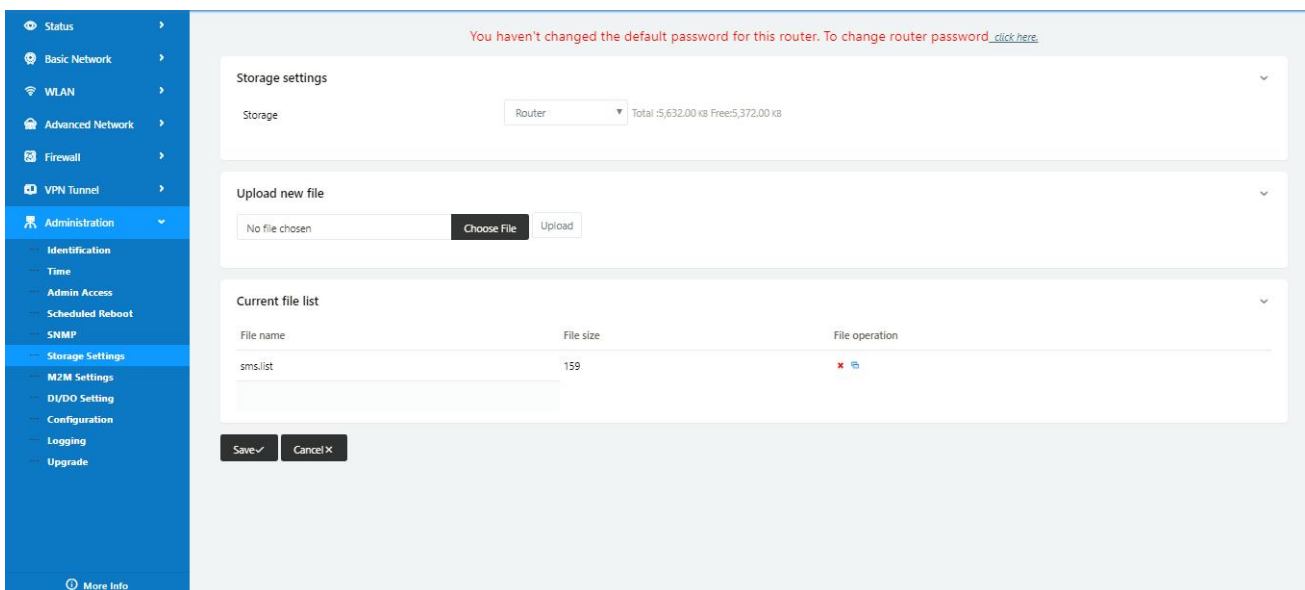 Status
Basic Network
WLAN
Advanced Network
Firewall
VPN Tunnel
Administration
Identification
Time
Admin Access
Scheduled Reboot
SNMP
Storage Settings
M2M Settings
DI/DO Setting
Configuration
Logging
Upgrade
More Info
You haven't changed the default password for this router. To change router password click here.
Storage settings
Storage Router Total :5,632.00 KB Free:5,372.00 KB
Upload new file
No file chosen Choose File Upload
Current file list
File name File size File operation
sms.list 159
Save Cancel